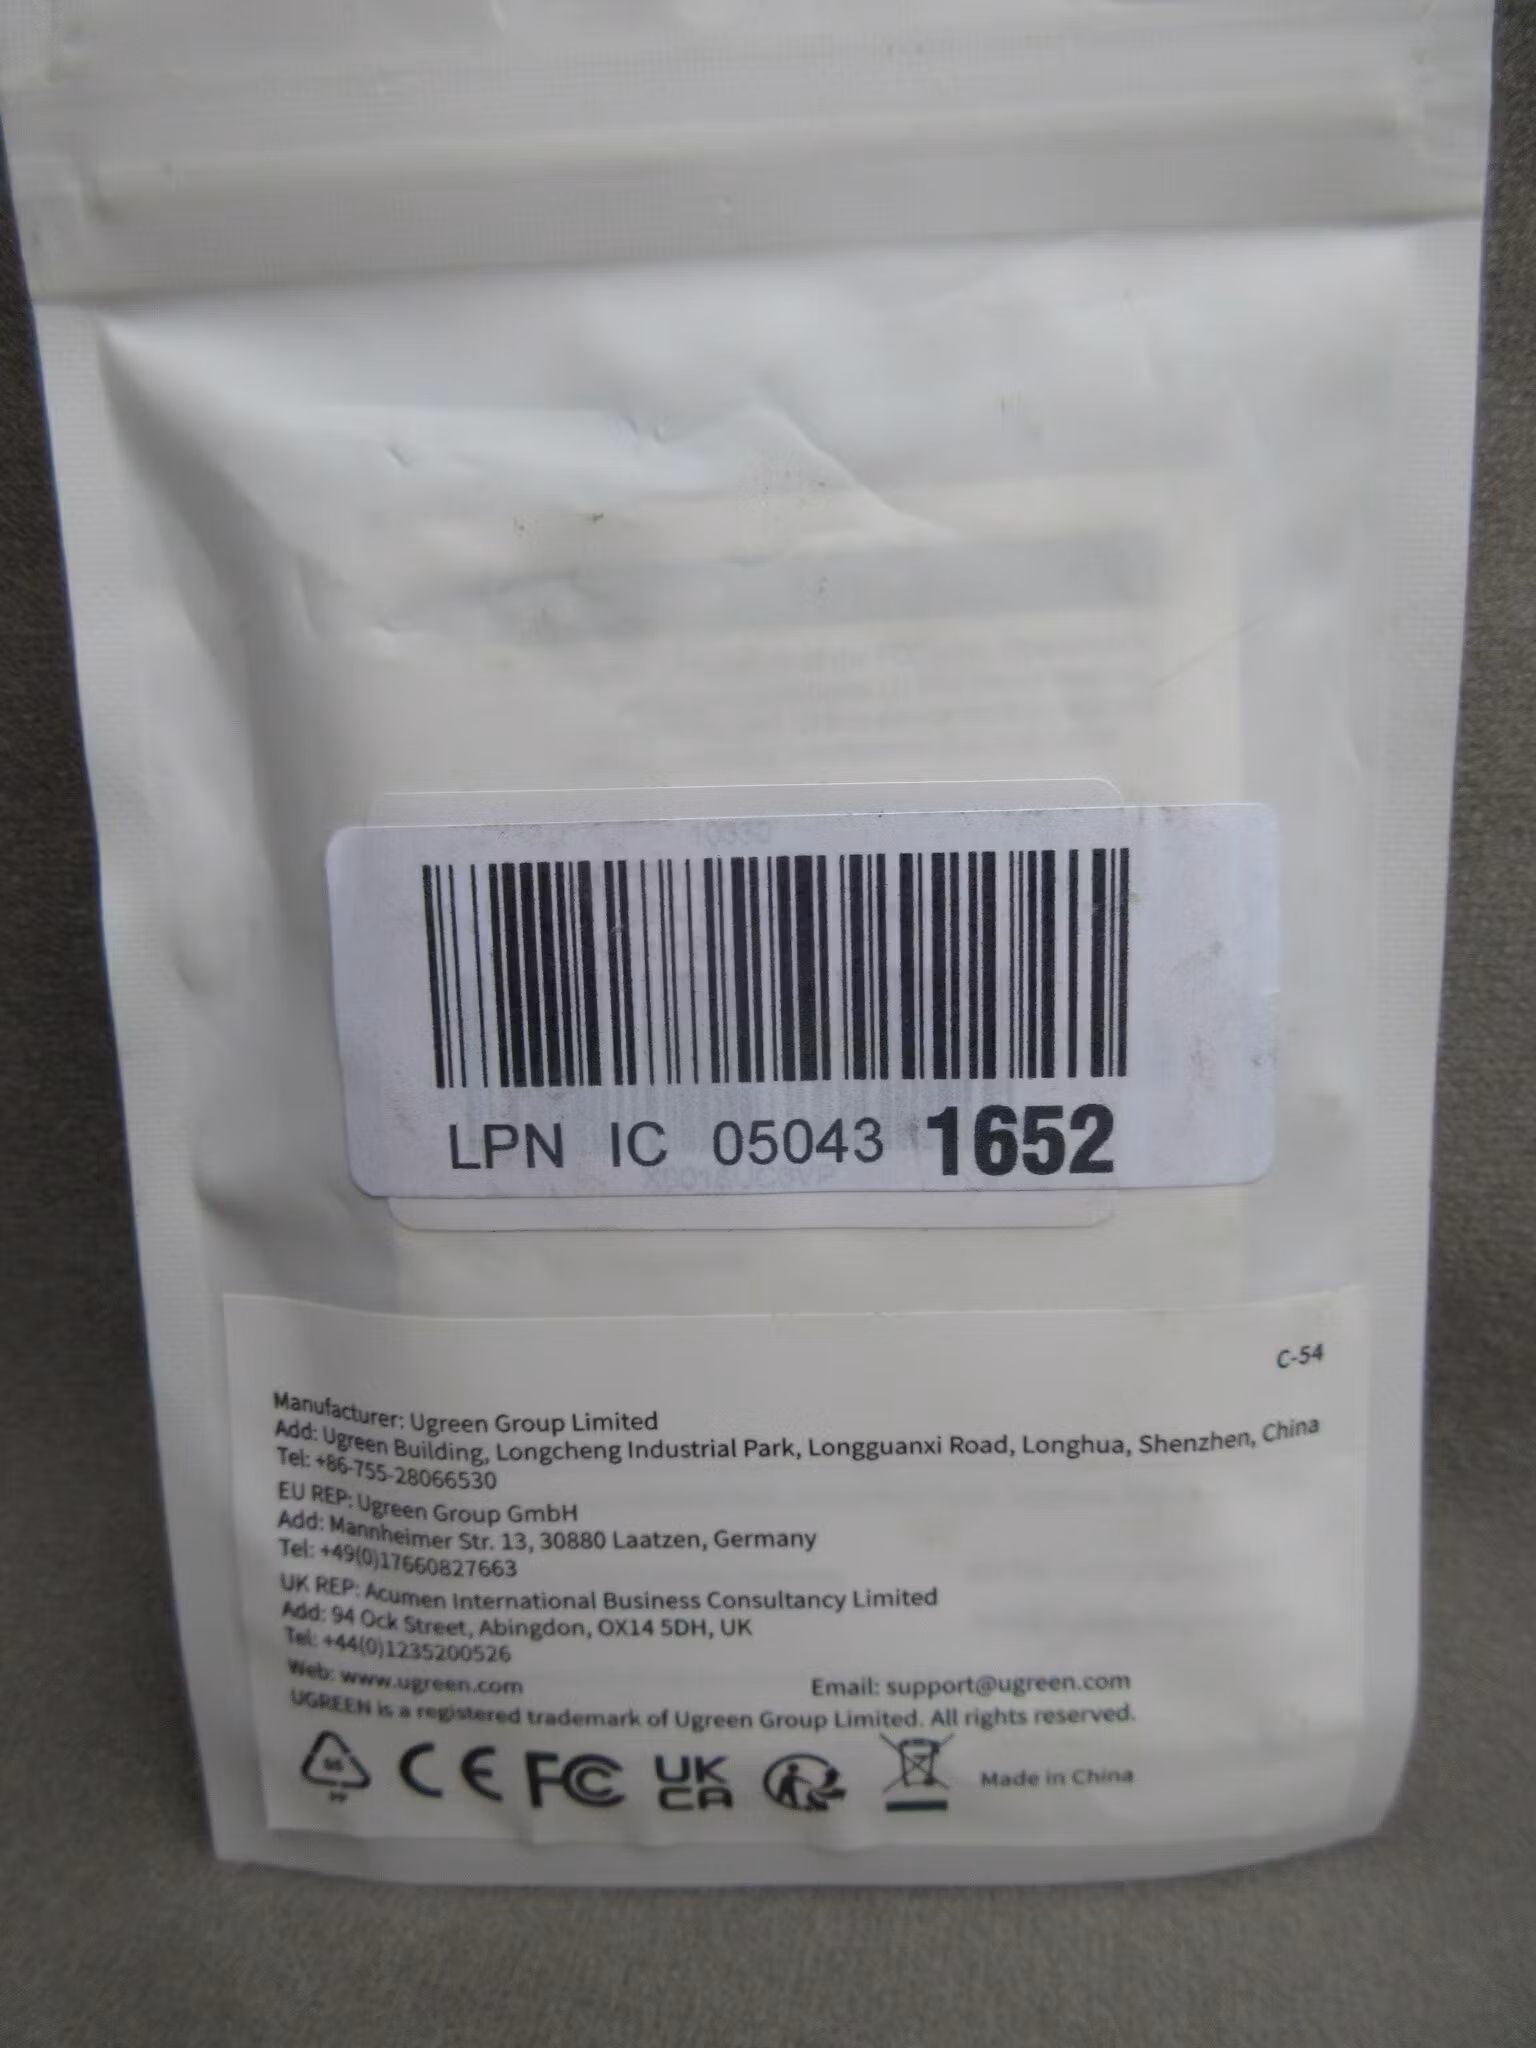 10330
LPN IC 05043 1652
C-54
Manufacturer: Ugreen Group Limited
Add: Ugreen Building, Longcheng Industrial Park, Longguanxi Road, Longhua, Shenzhen, China
Tel: +86-755-28066530
EU REP: Ugreen Group GmbH
Add: Mannheimer Str. 13, 30880 Laatzen, Germany
Tel: +49(0)17660827663
UK REP: Acumen International Business Consultancy Limited
Add: 94 Ock Street, Abingdon, OX14 5DH, UK
Tel: +44(0)1235200526
Web: www.ugreen.com Email: support@ugreen.com
UGREEN is a registered trademark of Ugreen Group Limited. All rights reserved.
CE FC UK
CA
Made in China